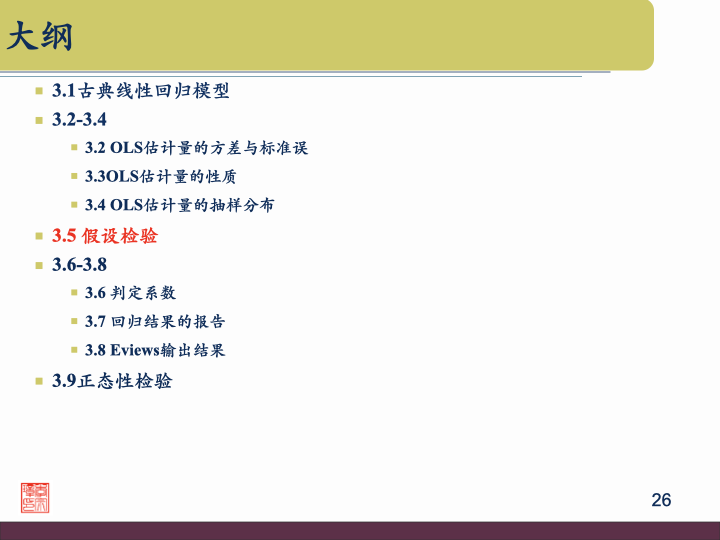 大纲
3.1古典线性回归模型
3.2-3.4
3.2 OLS估计量的方差与标准误
3.3OLS估计量的性质
3.4 OLS估计量的抽样分布
3.5 假设检验
3.6-3.8
3.6 判定系数
3.7 回归结果的报告
3.8 Eviews输出结果
3.9正态性检验
26